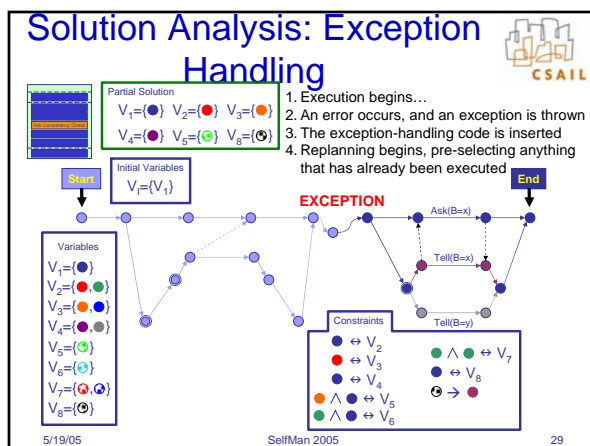 Solution Analysis: Exception
Handling
CSAIL
Ask Consistency Check
Partial Solution
V1={ } V2={ } V3={ }
V4={ } V5={ } V8={ }
1. Execution begins…
2. An error occurs, and an exception is thrown
3. The exception-handling code is inserted
4. Replanning begins, pre-selecting anything
that has already been executed
Start
Initial Variables
VI={V1}
EXCEPTION
End
Ask(B=x)
Tell(B=x)
Tell(B=y)
Variables
V1={ }
V2={ , }
V3={ , }
V4={ , }
V5={ }
V6={ }
V7={ , }
V8={ }
Constraints
↔ V2
↔ V3
↔ V4
∧ ↔ V5
∧ ↔ V6
∧ ↔ V7
↔ V8
→
5/19/05
SelfMan 2005
29